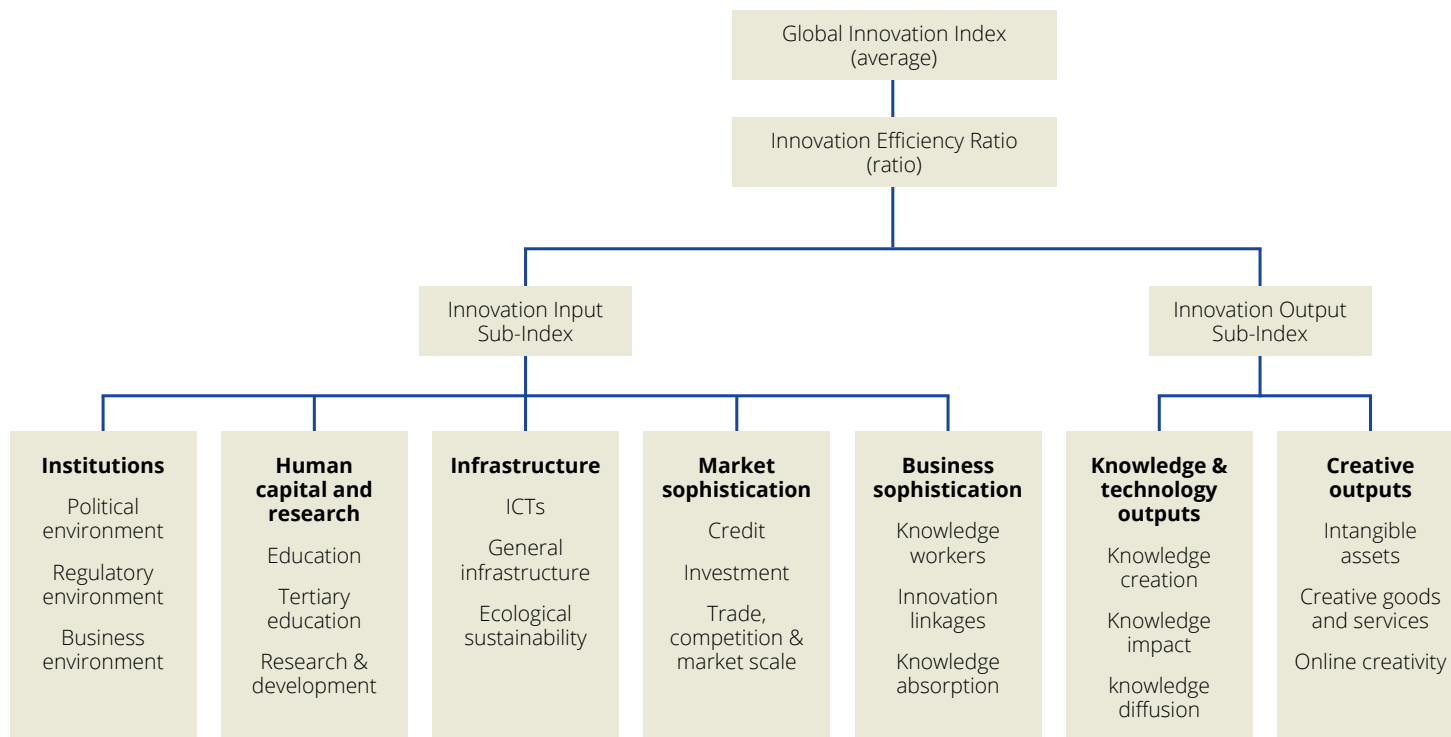 Global Innovation Index
(average)
Innovation Efficiency Ratio
(ratio)
Innovation Input
Sub-Index
Innovation Output
Sub-Index
Institutions
Political
environment
Regulatory
environment
Business
environment
Human
capital and
research
Education
Tertiary
education
Research &
development
Infrastructure
ICTs
General
infrastructure
Ecological
sustainability
Market
sophistication
Credit
Investment
Trade,
competition &
market scale
Business
sophistication
Knowledge
workers
Innovation
linkages
Knowledge
absorption
Knowledge &
technology
outputs
Knowledge
creation
Knowledge
impact
knowledge
diffusion
Creative
outputs
Intangible
assets
Creative goods
and services
Online creativity